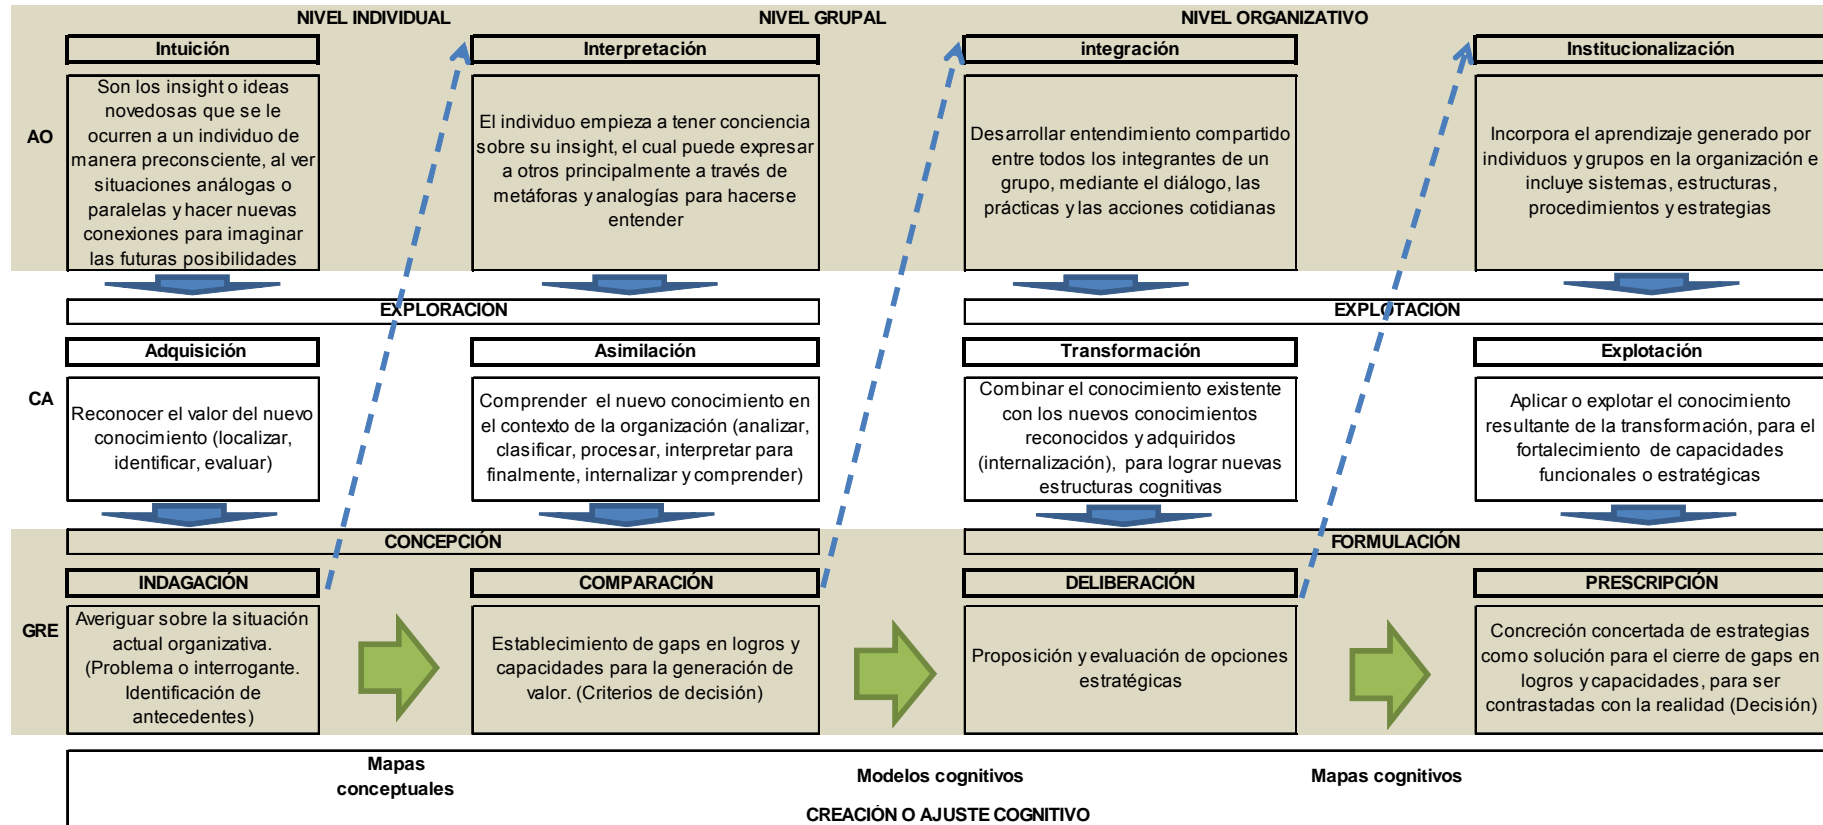 NIVEL INDIVIDUAL
NIVEL GRUPAL
NIVEL ORGANIZATIVO
Intuición
Interpretación
integración
Institucionalización
AO
Son los insight o ideas
novedosas que se le
ocurren a un individuo de
manera preconsciente, al ver
situaciones análogas o
paralelas y hacer nuevas
conexiones para imaginar
las futuras posibilidades
El individuo empieza a tener conciencia
sobre su insight, el cual puede expresar
a otros principalmente a través de
metáforas y analogías para hacerse
entender
Desarrollar entendimiento compartido
entre todos los integrantes de un
grupo, mediante el diálogo, las
prácticas y las acciones cotidianas
Incorpora el aprendizaje generado por
individuos y grupos en la organización e
incluye sistemas, estructuras,
procedimientos y estrategias
EXPLORACIÓN
EXPLOTACIÓN
Adquisición
Asimilación
Transformación
Explotación
CA
Reconocer el valor del nuevo
conocimiento (localizar,
identificar, evaluar)
Comprender el nuevo conocimiento en
el contexto de la organización (analizar,
clasificar, procesar, interpretar para
finalmente, internalizar y comprender)
Combinar el conocimiento existente
con los nuevos conocimientos
reconocidos y adquiridos
(internalización), para lograr nuevas
estructuras cognitivas
Aplicar o explotar el conocimiento
resultante de la transformación, para el
fortalecimiento de capacidades
funcionales o estratégicas
CONCEPCIÓN
FORMULACIÓN
INDAGACIÓN
COMPARACIÓN
DELIBERACIÓN
PRESCRIPCIÓN
GRE
Averiguar sobre la situación
actual organizativa.
(Problema o interrogante.
Identificación de
antecedentes)
Establecimiento de gaps en logros y
capacidades para la generación de
valor. (Criterios de decisión)
Proposición y evaluación de opciones
estratégicas
Concreción concertada de estrategias
como solución para el cierre de gaps en
logros y capacidades, para ser
contrastadas con la realidad (Decisión)
Mapas
conceptuales
Modelos cognitivos
Mapas cognitivos
CREACIÓN O AJUSTE COGNITIVO